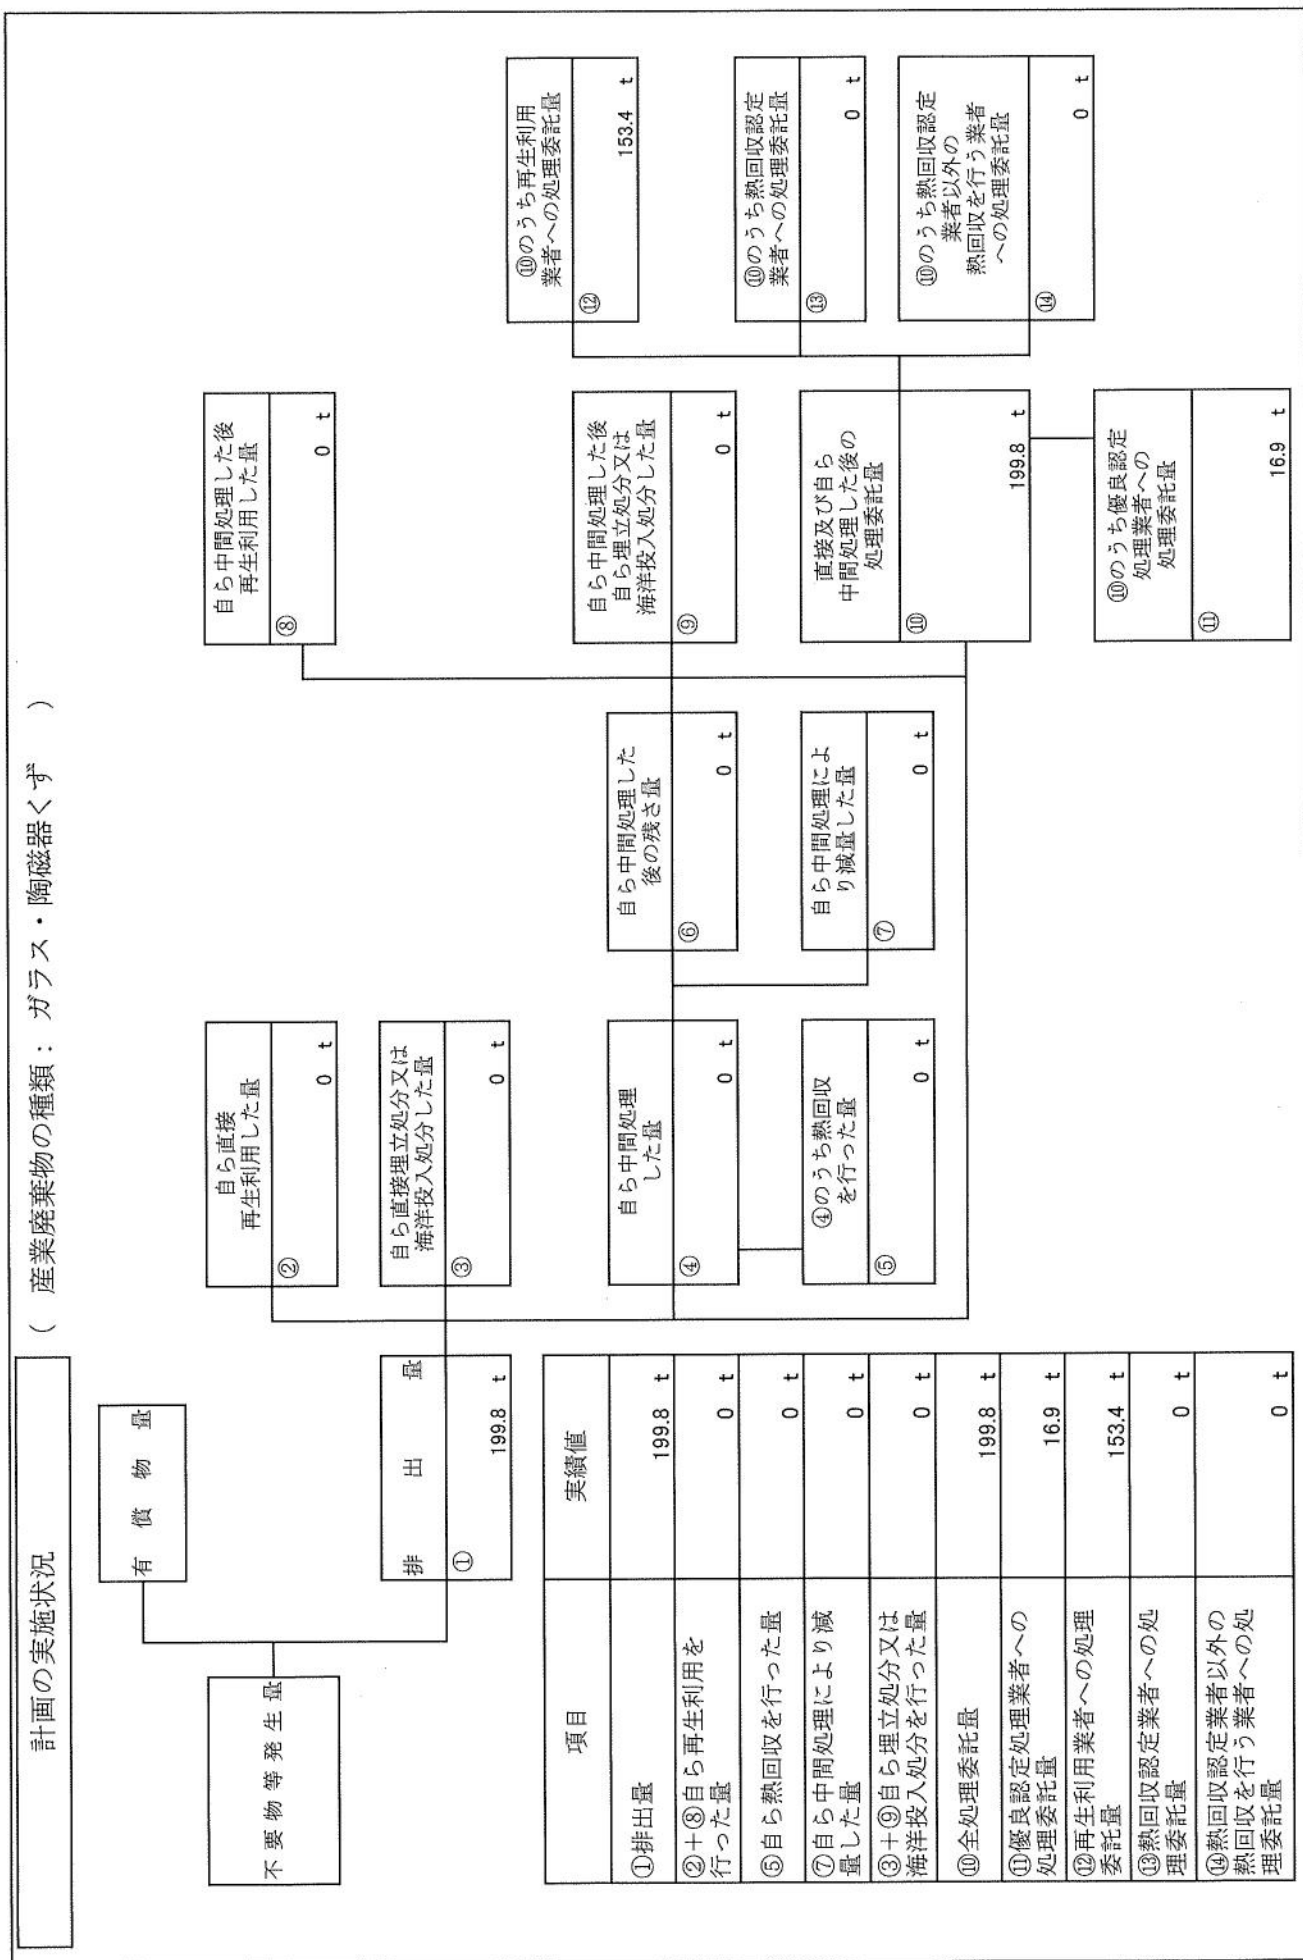 計画の実施状況
（ 産業廃棄物の種類： ガラス・陶磁器くず ）
不要物等発生量
有償物量
排出量
① 199.8 t
自ら直接
再生利用した量
② 0 t
自ら直接埋立処分又は
海洋投入処分した量
③ 0 t
自ら中間処理
した量
④ 0 t
④のうち熱回収
を行った量
⑤ 0 t
自ら中間処理した
後の残さ量
⑥ 0 t
自ら中間処理によ
り減量した量
⑦ 0 t
自ら中間処理した後
再生利用した量
⑧ 0 t
自ら中間処理した後
自ら埋立処分又は
海洋投入処分した量
⑨ 0 t
直接及び自ら
中間処理した後の
処理委託量
⑩ 199.8 t
⑩のうち優良認定
処理業者への
処理委託量
⑪ 16.9 t
⑩のうち再生利用
業者への処理委託量
⑫ 153.4 t
⑩のうち熱回収認定
業者への処理委託量
⑬ 0 t
⑩のうち熱回収認定
業者以外の
熱回収を行う業者
への処理委託量
⑭ 0 t
項目 実績値
①排出量 199.8 t
②＋⑧自ら再生利用を
行った量 0 t
⑤自ら熱回収を行った量 0 t
⑦自ら中間処理により減
量した量 0 t
③＋⑨自ら埋立処分又は
海洋投入処分を行った量 0 t
⑩全処理委託量 199.8 t
⑪優良認定処理業者への
処理委託量 16.9 t
⑫再生利用業者への処理
委託量 153.4 t
⑬熱回収認定業者への処
理委託量 0 t
⑭熱回収認定業者以外の
熱回収を行う業者への処
理委託量 0 t